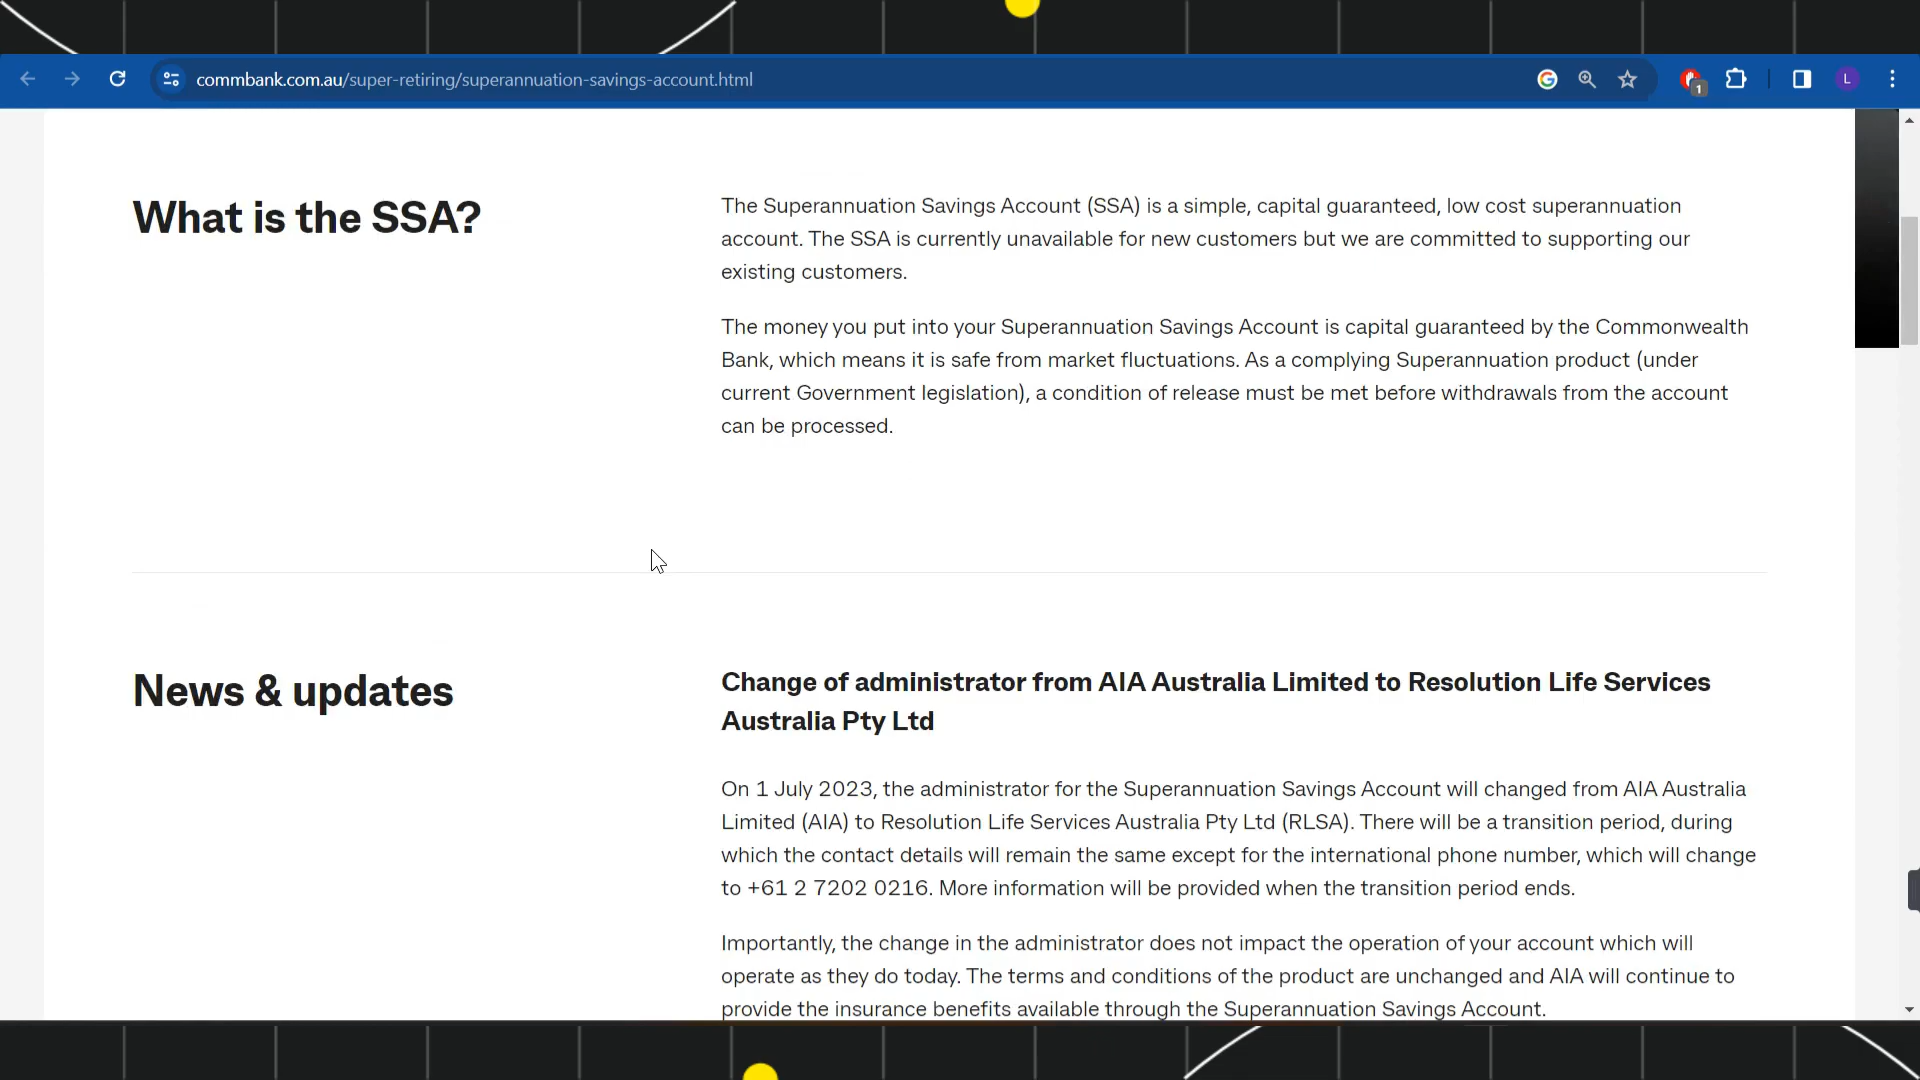 commbank.com.au/super-retiring/superannuation-savings-account.html
1
L
What is the SSA?
The Superannuation Savings Account (SSA) is a simple, capital guaranteed, low cost superannuation
account. The SSA is currently unavailable for new customers but we are committed to supporting our
existing customers.
The money you put into your Superannuation Savings Account is capital guaranteed by the Commonwealth
Bank, which means it is safe from market fluctuations. As a complying Superannuation product (under
current Government legislation), a condition of release must be met before withdrawals from the account
can be processed.
News & updates
Change of administrator from AIA Australia Limited to Resolution Life Services
Australia Pty Ltd
On 1 July 2023, the administrator for the Superannuation Savings Account will changed from AIA Australia
Limited (AIA) to Resolution Life Services Australia Pty Ltd (RLSA). There will be a transition period, during
which the contact details will remain the same except for the international phone number, which will change
to +61 2 7202 0216. More information will be provided when the transition period ends.
Importantly, the change in the administrator does not impact the operation of your account which will
operate as they do today. The terms and conditions of the product are unchanged and AIA will continue to
provide the insurance benefits available through the Superannuation Savings Account.